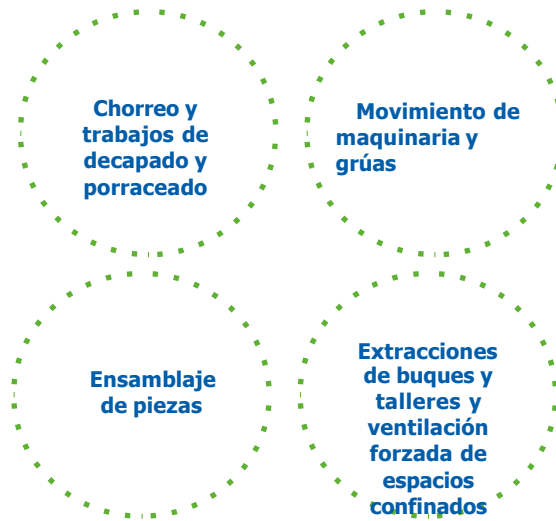 Chorreo y
trabajos de
decapado y
porraceado
Movimiento de
maquinaria y
grúas
Ensamblaje
de piezas
Extracciones
de buques y
talleres y
ventilación
forzada de
espacios
confinados